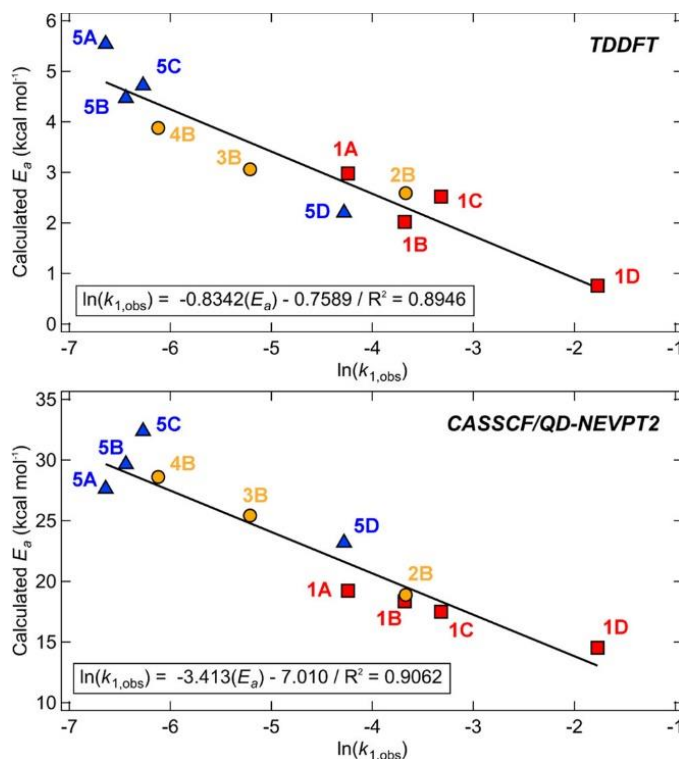 TDDFT
Calculated Eₐ (kcal mol⁻¹)
6
5
4
3
2
1
0
5A
5C
5B
4B
3B
1A
2B
5D
1C
1B
1D
ln(k₁,obs) = -0.8342(Eₐ) - 0.7589 / R² = 0.8946
-7 -6 -5 -4 -3 -2 -1
ln(k₁,obs)
CASSCF/QD-NEVPT2
Calculated Eₐ (kcal mol⁻¹)
35
30
25
20
15
10
5C
5B
5A
4B
3B
5D
2B
1A
1B
1C
1D
ln(k₁,obs) = -3.413(Eₐ) - 7.010 / R² = 0.9062
-7 -6 -5 -4 -3 -2 -1
ln(k₁,obs)